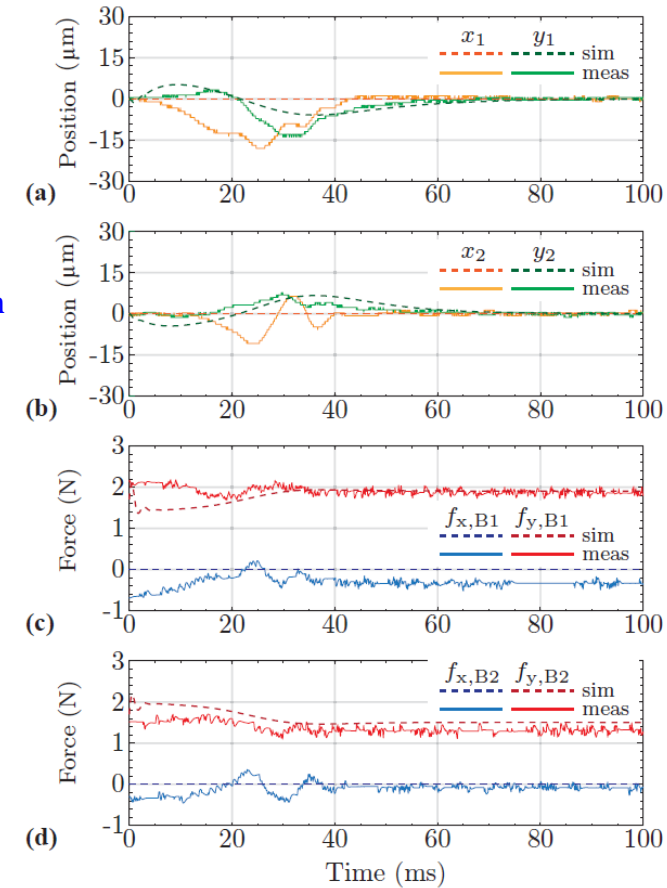 30
15
0
-15
-30
Position (µm)
x1 y1
sim
meas
0 20 40 60 80 100
(a)
30
15
0
-15
-30
Position (µm)
x2 y2
sim
meas
0 20 40 60 80 100
(b)
n
3
2
1
0
-1
Force (N)
fx,B1 fy,B1
sim
meas
0 20 40 60 80 100
(c)
3
2
1
0
-1
Force (N)
fx,B2 fy,B2
sim
meas
0 20 40 60 80 100
(d)
Time (ms)